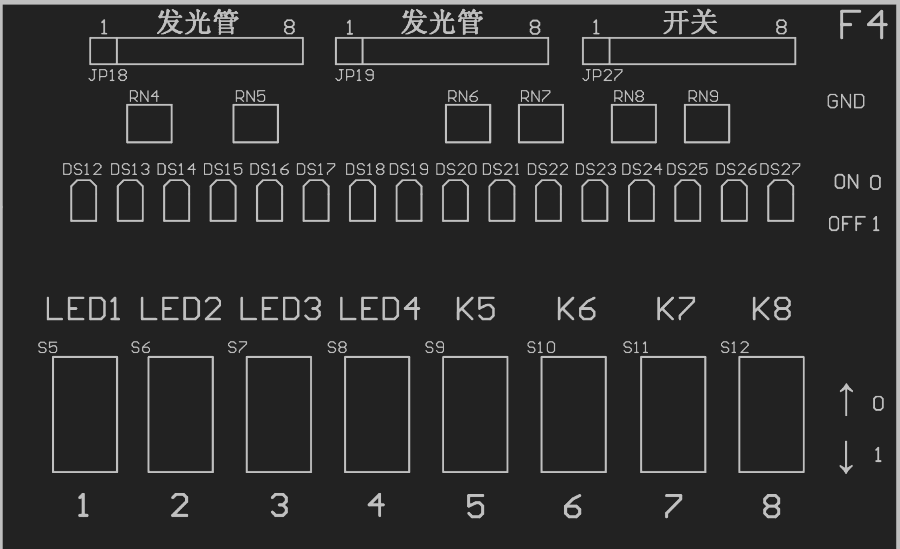 1 发光管 8 1 发光管 8 1 开关 8 F4
JP18 JP19 JP27
RN4 RN5 RN6 RN7 RN8 RN9 GND
DS12 DS13 DS14 DS15 DS16 DS17 DS18 DS19 DS20 DS21 DS22 DS23 DS24 DS25 DS26 DS27
ON 0
OFF 1
LED1 LED2 LED3 LED4 K5 K6 K7 K8
S5 S6 S7 S8 S9 S10 S11 S12
↑ 0
↓ 1
1 2 3 4 5 6 7 8